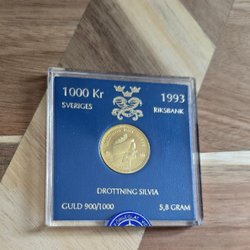 1000 Kr 1993
SVERIGES RIKSBANK
DROTTNING SILVIA
GULD 900/1000 5,8 GRAM